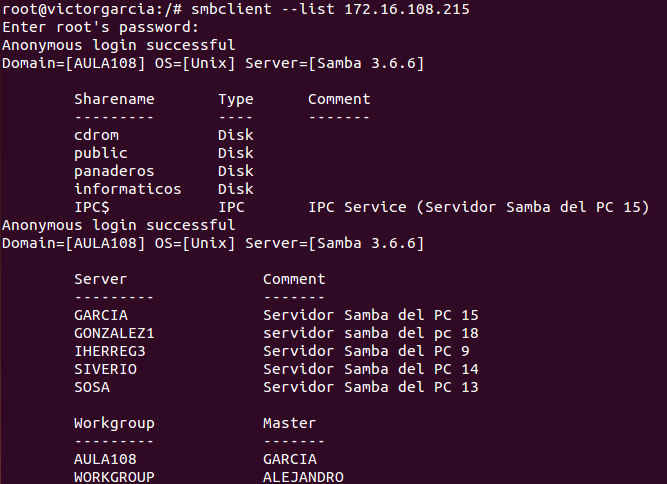 root@victorgarcia:/# smbclient --list 172.16.108.215
Enter root's password:
Anonymous login successful
Domain=[AULA108] OS=[Unix] Server=[Samba 3.6.6]
Sharename Type Comment
--------- ---- -------
cdrom Disk
public Disk
panaderos Disk
informaticos Disk
IPC$ IPC IPC Service (Servidor Samba del PC 15)
Anonymous login successful
Domain=[AULA108] OS=[Unix] Server=[Samba 3.6.6]
Server Comment
--------- -------
GARCIA Servidor Samba del PC 15
GONZALEZ1 servidor Samba del pc 18
IHERREG3 Servidor Samba del PC 9
SIVERIO Servidor Samba del PC 14
SOSA Servidor Samba del PC 13
Workgroup Master
--------- -------
AULA108 GARCIA
WORKGROUP ALEJANDRO